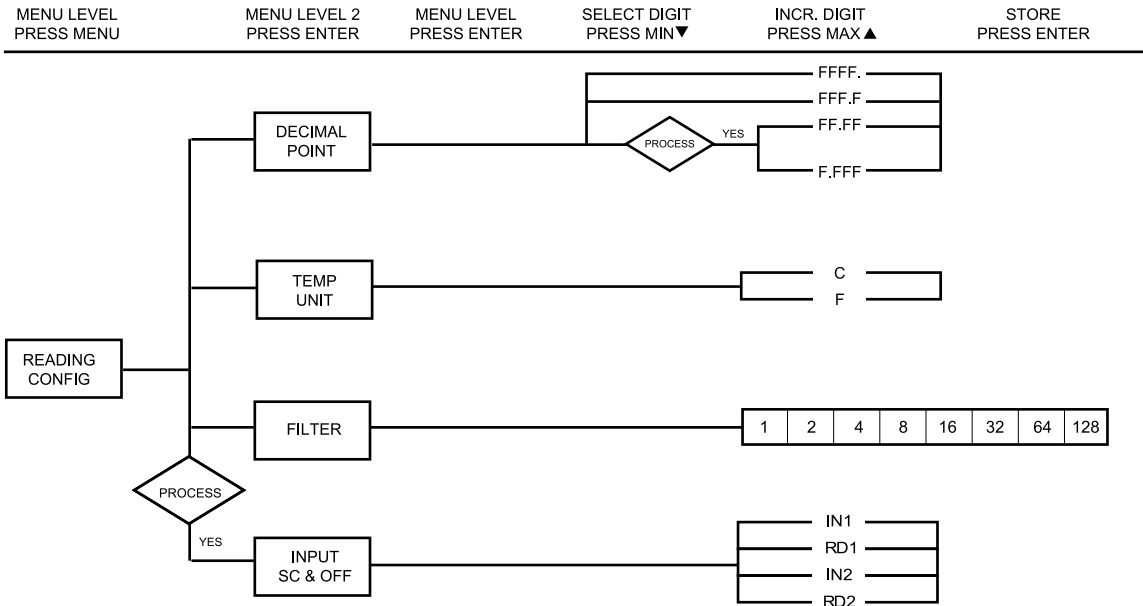 MENU LEVEL
PRESS MENU
MENU LEVEL 2
PRESS ENTER
MENU LEVEL
PRESS ENTER
SELECT DIGIT
PRESS MIN▼
INCR. DIGIT
PRESS MAX▲
STORE
PRESS ENTER
DECIMAL
POINT
PROCESS
YES
FFFF.
FFF.F
FF.FF
F.FFF
TEMP
UNIT
C
F
READING
CONFIG
FILTER
1 2 4 8 16 32 64 128
PROCESS
YES
INPUT
SC & OFF
IN1
RD1
IN2
RD2